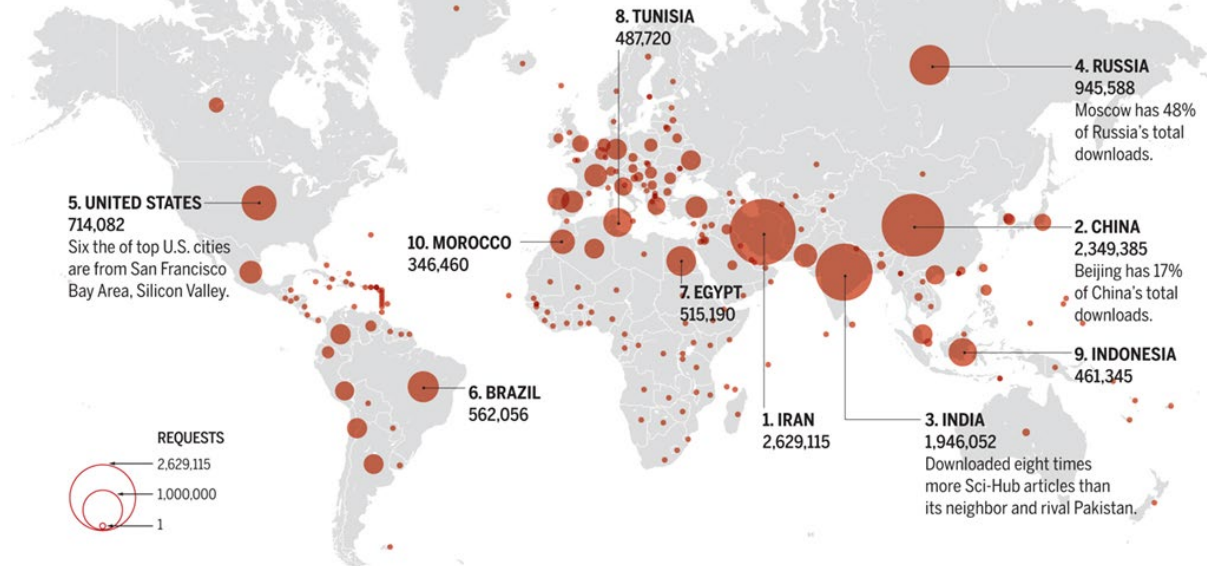 8. TUNISIA
487,720
4. RUSSIA
945,588
Moscow has 48%
of Russia's total
downloads.
5. UNITED STATES
714,082
Six the of top U.S. cities
are from San Francisco
Bay Area, Silicon Valley.
10. MOROCCO
346,460
7. EGYPT
515,190
2. CHINA
2,349,385
Beijing has 17%
of China's total
downloads.
9. INDONESIA
461,345
6. BRAZIL
562,056
1. IRAN
2,629,115
3. INDIA
1,946,052
Downloaded eight times
more Sci-Hub articles than
its neighbor and rival Pakistan.
REQUESTS
2,629,115
1,000,000
1